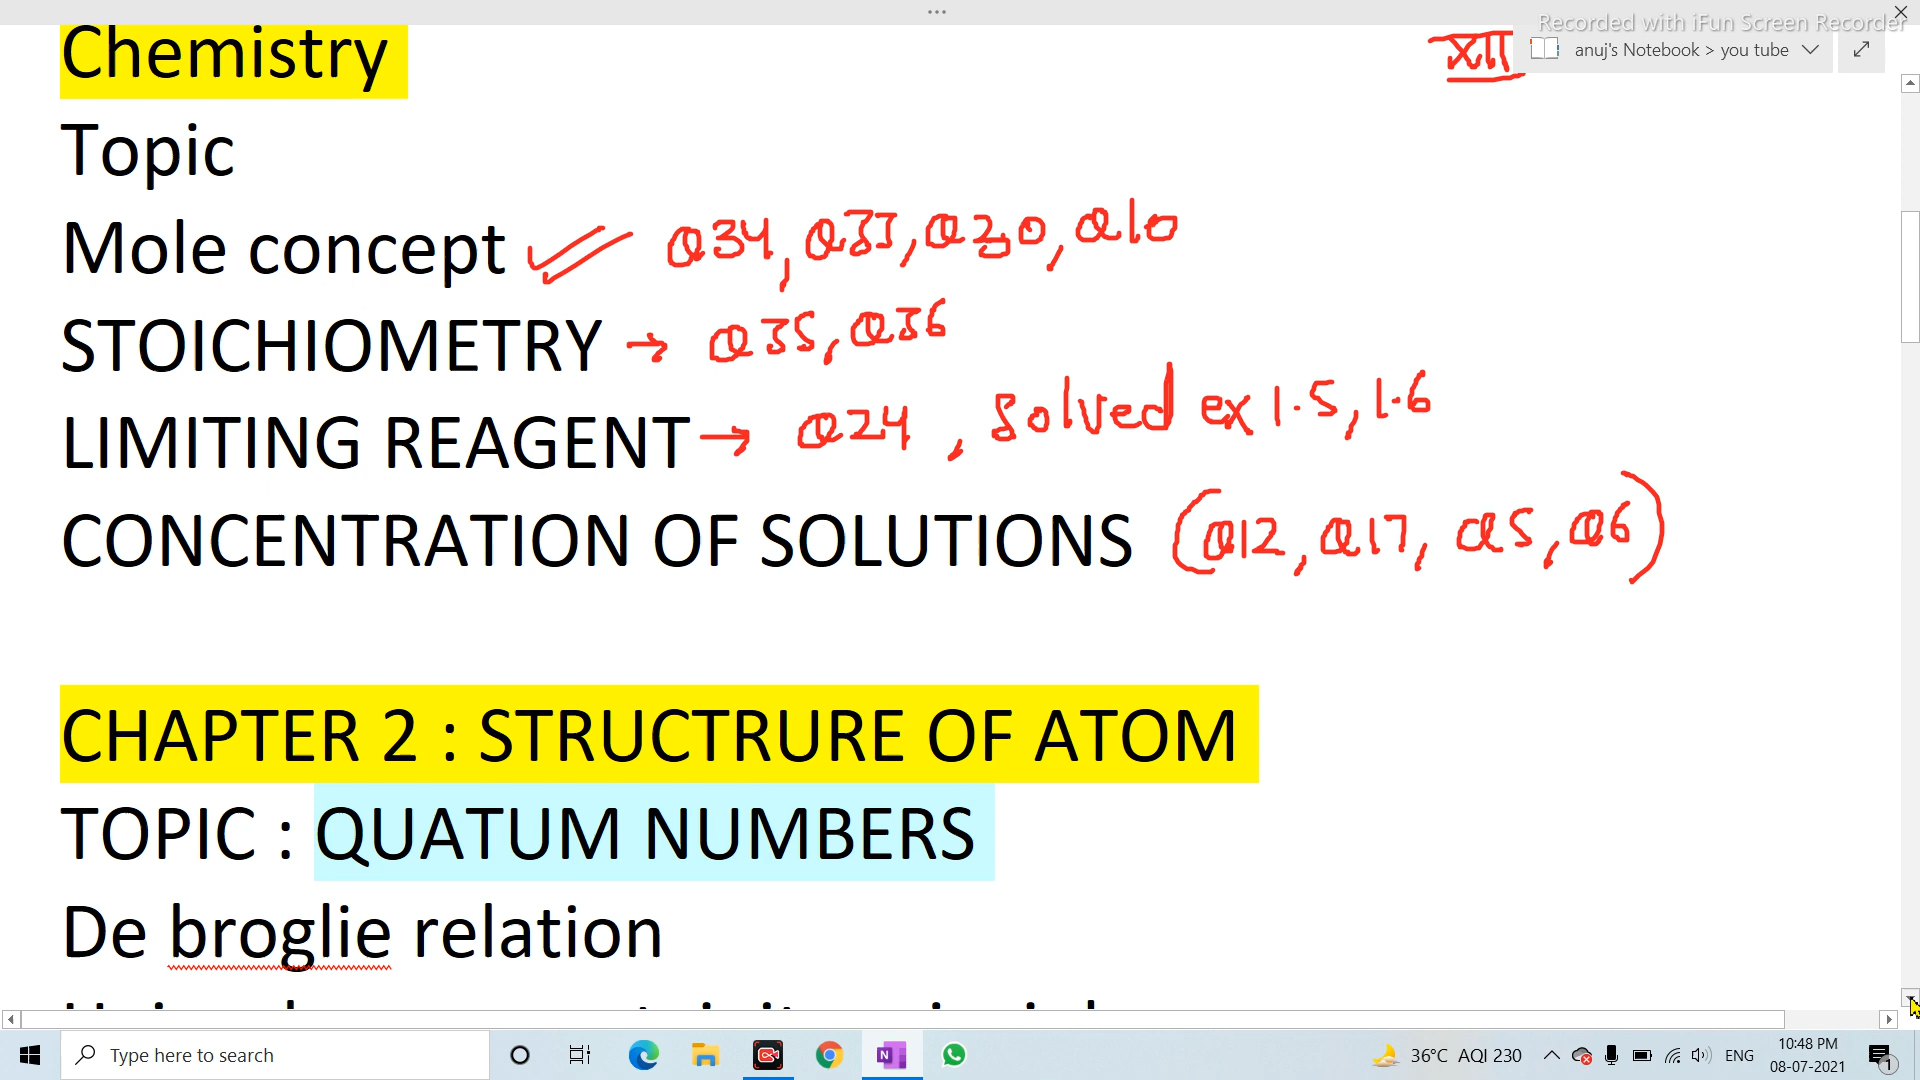 Recorded with iFun Screen Recorder
anuj's Notebook > you tube
Chemistry
XII
Topic
Mole concept Q34, Q33, Q30, Q10
STOICHIOMETRY → Q35, Q36
LIMITING REAGENT → Q24, Solved ex 1.5, 1.6
CONCENTRATION OF SOLUTIONS (Q12, Q17, Q5, Q6)
CHAPTER 2 : STRUCTRURE OF ATOM
TOPIC : QUATUM NUMBERS
De broglie relation
Type here to search
36°C AQI 230
ENG
10:48 PM
08-07-2021
1